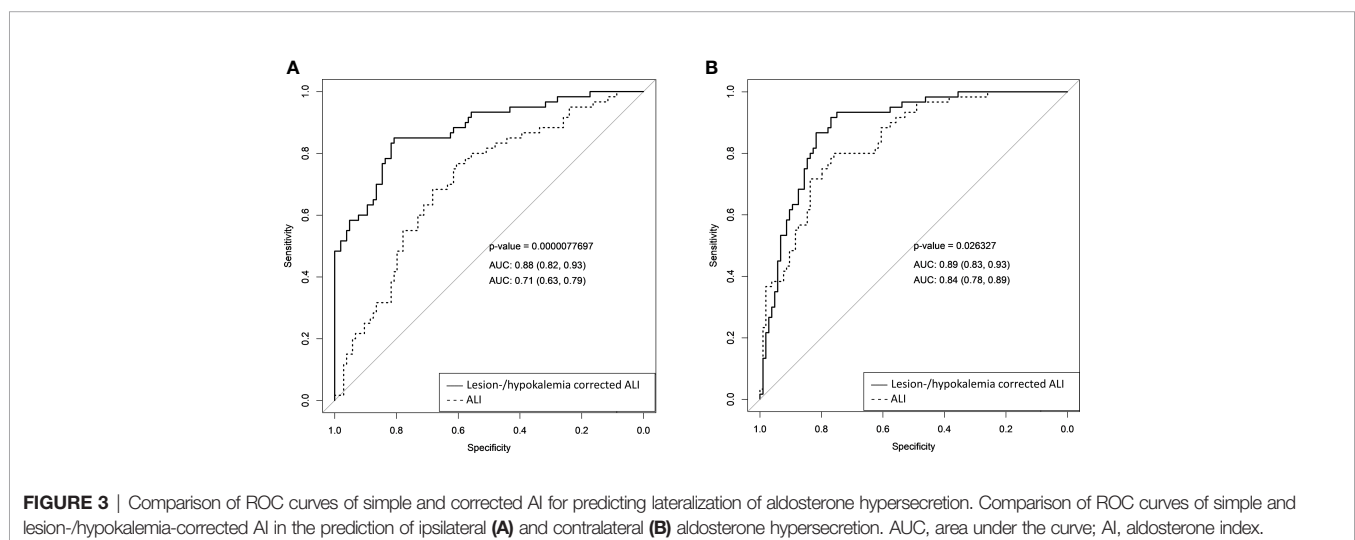 A
1.0
0.8
0.6
0.4
0.2
0.0
Sensitivity
p-value = 0.0000077697
AUC: 0.88 (0.82, 0.93)
AUC: 0.71 (0.63, 0.79)
Lesion-/hypokalemia corrected ALI
ALI
1.0 0.8 0.6 0.4 0.2 0.0
Specificity
B
1.0
0.8
0.6
0.4
0.2
0.0
Sensitivity
p-value = 0.026327
AUC: 0.89 (0.83, 0.93)
AUC: 0.84 (0.78, 0.89)
Lesion-/hypokalemia corrected ALI
ALI
1.0 0.8 0.6 0.4 0.2 0.0
Specificity
FIGURE 3 | Comparison of ROC curves of simple and corrected AI for predicting lateralization of aldosterone hypersecretion. Comparison of ROC curves of simple and
lesion-/hypokalemia-corrected AI in the prediction of ipsilateral (A) and contralateral (B) aldosterone hypersecretion. AUC, area under the curve; AI, aldosterone index.